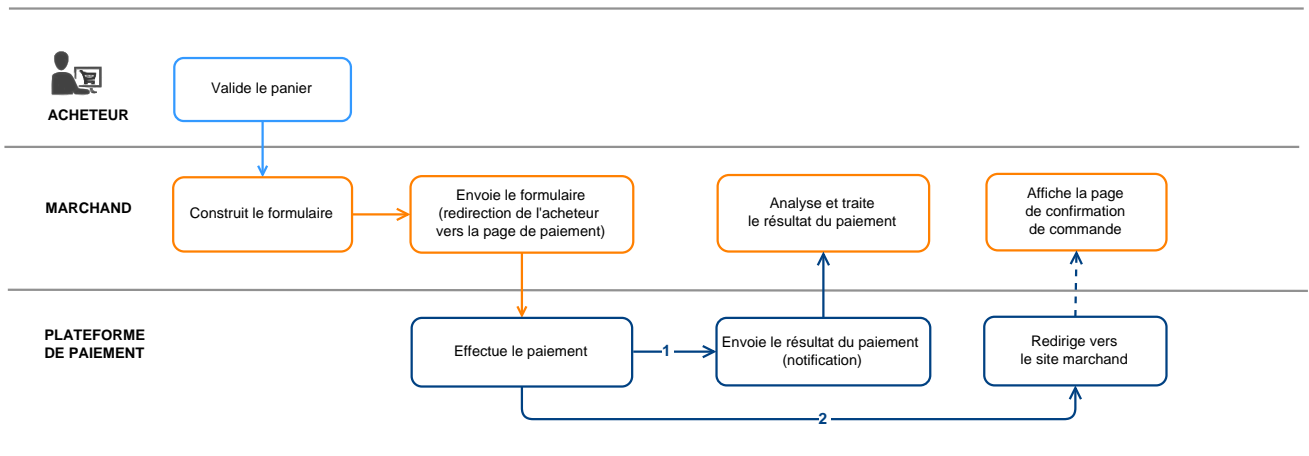 Valide le panier
ACHETEUR
MARCHAND
Construit le formulaire
Envoie le formulaire
(redirection de l'acheteur
vers la page de paiement)
Analyse et traite
le résultat du paiement
Affiche la page
de confirmation
de commande
PLATEFORME
DE PAIEMENT
Effectue le paiement
1
Envoie le résultat du paiement
(notification)
Redirige vers
le site marchand
2